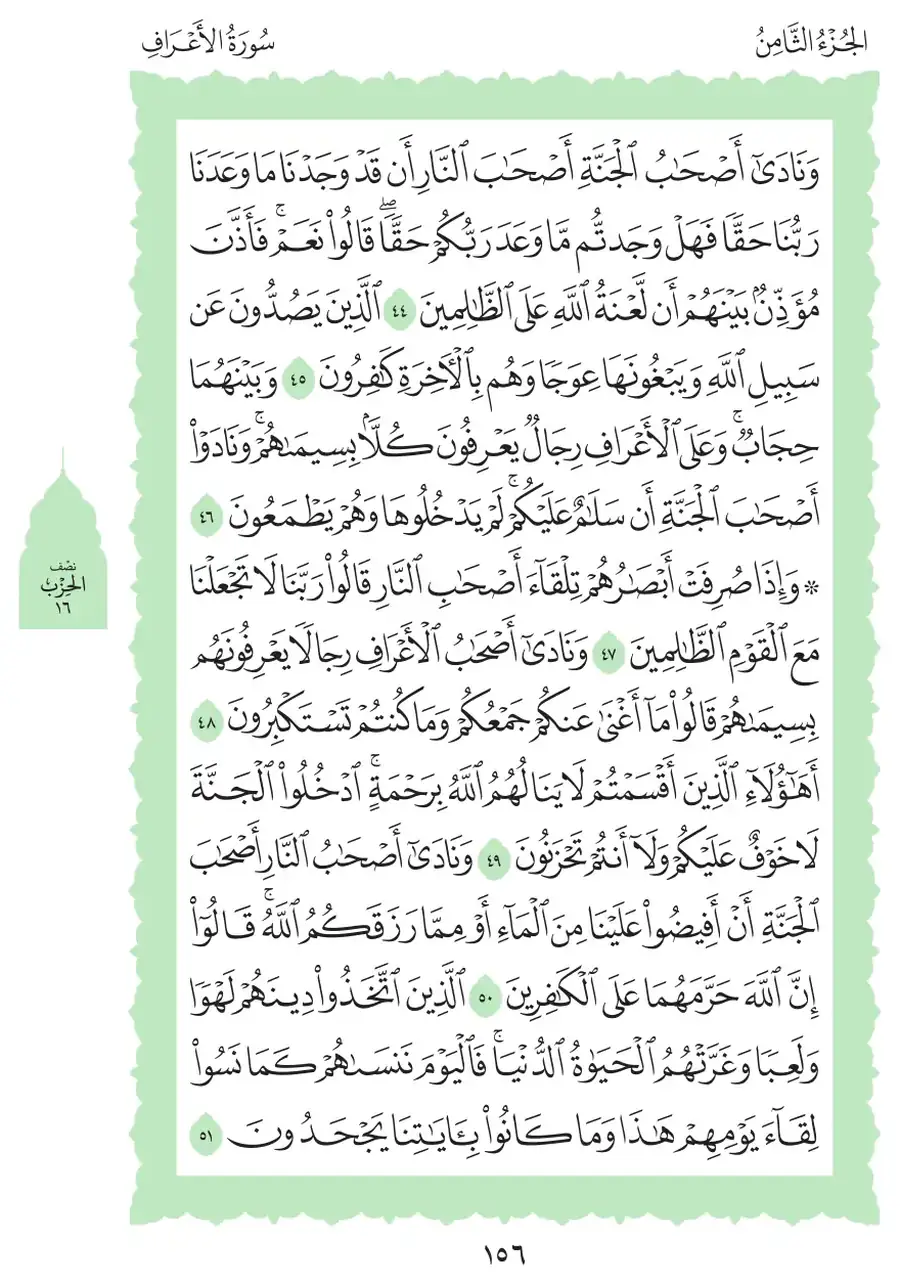 الجُزْءُ الثَّامِنُ
سُورَةُ الأَعْرَافِ
وَنَادَىٰٓ أَصْحَٰبُ ٱلْجَنَّةِ أَصْحَٰبَ ٱلنَّارِ أَن قَدْ وَجَدْنَا مَا وَعَدَنَا
رَبُّنَا حَقًّا فَهَلْ وَجَدتُّم مَّا وَعَدَ رَبُّكُمْ حَقًّا ۖ قَالُوا۟ نَعَمْ ۚ فَأَذَّنَ
مُؤَذِّنٌۢ بَيْنَهُمْ أَن لَّعْنَةُ ٱللَّهِ عَلَى ٱلظَّٰلِمِينَ ٤٤ ٱلَّذِينَ يَصُدُّونَ عَن
سَبِيلِ ٱللَّهِ وَيَبْغُونَهَا عِوَجًا وَهُم بِٱلْءَاخِرَةِ كَٰفِرُونَ ٤٥ وَبَيْنَهُمَا
حِجَابٌ ۚ وَعَلَى ٱلْأَعْرَافِ رِجَالٌ يَعْرِفُونَ كُلًّۢا بِسِيمَىٰهُمْ ۚ وَنَادَوْا۟
أَصْحَٰبَ ٱلْجَنَّةِ أَن سَلَٰمٌ عَلَيْكُمْ ۚ لَمْ يَدْخُلُوهَا وَهُمْ يَطْمَعُونَ ٤٦
۞ وَإِذَا صُرِفَتْ أَبْصَٰرُهُمْ تِلْقَآءَ أَصْحَٰبِ ٱلنَّارِ قَالُوا۟ رَبَّنَا لَا تَجْعَلْنَا
مَعَ ٱلْقَوْمِ ٱلظَّٰلِمِينَ ٤٧ وَنَادَىٰٓ أَصْحَٰبُ ٱلْأَعْرَافِ رِجَالًا يَعْرِفُونَهُم
بِسِيمَىٰهُمْ قَالُوا۟ مَآ أَغْنَىٰ عَنكُمْ جَمْعُكُمْ وَمَا كُنتُمْ تَسْتَكْبِرُونَ ٤٨
أَهَٰٓؤُلَآءِ ٱلَّذِينَ أَقْسَمْتُمْ لَا يَنَالُهُمُ ٱللَّهُ بِرَحْمَةٍ ۚ ٱدْخُلُوا۟ ٱلْجَنَّةَ
لَا خَوْفٌ عَلَيْكُمْ وَلَآ أَنتُمْ تَحْزَنُونَ ٤٩ وَنَادَىٰٓ أَصْحَٰبُ ٱلنَّارِ أَصْحَٰبَ
ٱلْجَنَّةِ أَنْ أَفِيضُوا۟ عَلَيْنَا مِنَ ٱلْمَآءِ أَوْ مِمَّا رَزَقَكُمُ ٱللَّهُ ۚ قَالُوٓا۟
إِنَّ ٱللَّهَ حَرَّمَهُمَا عَلَى ٱلْكَٰفِرِينَ ٥٠ ٱلَّذِينَ ٱتَّخَذُوا۟ دِينَهُمْ لَهْوًا
وَلَعِبًا وَغَرَّتْهُمُ ٱلْحَيَوٰةُ ٱلدُّنْيَا ۚ فَٱلْيَوْمَ نَنسَىٰهُمْ كَمَا نَسُوا۟
لِقَآءَ يَوْمِهِمْ هَٰذَا وَمَا كَانُوا۟ بِـَٔايَٰتِنَا يَجْحَدُونَ ٥١
نصْف
الحِزْب
١٦
١٥٦